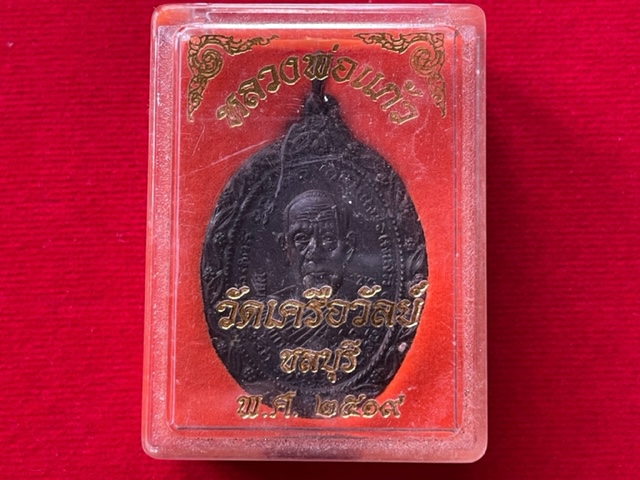 หลวงพ่อแก้ว
วัดเครือวัลย์
ชลบุรี
พ.ศ. ๒๕๑๙